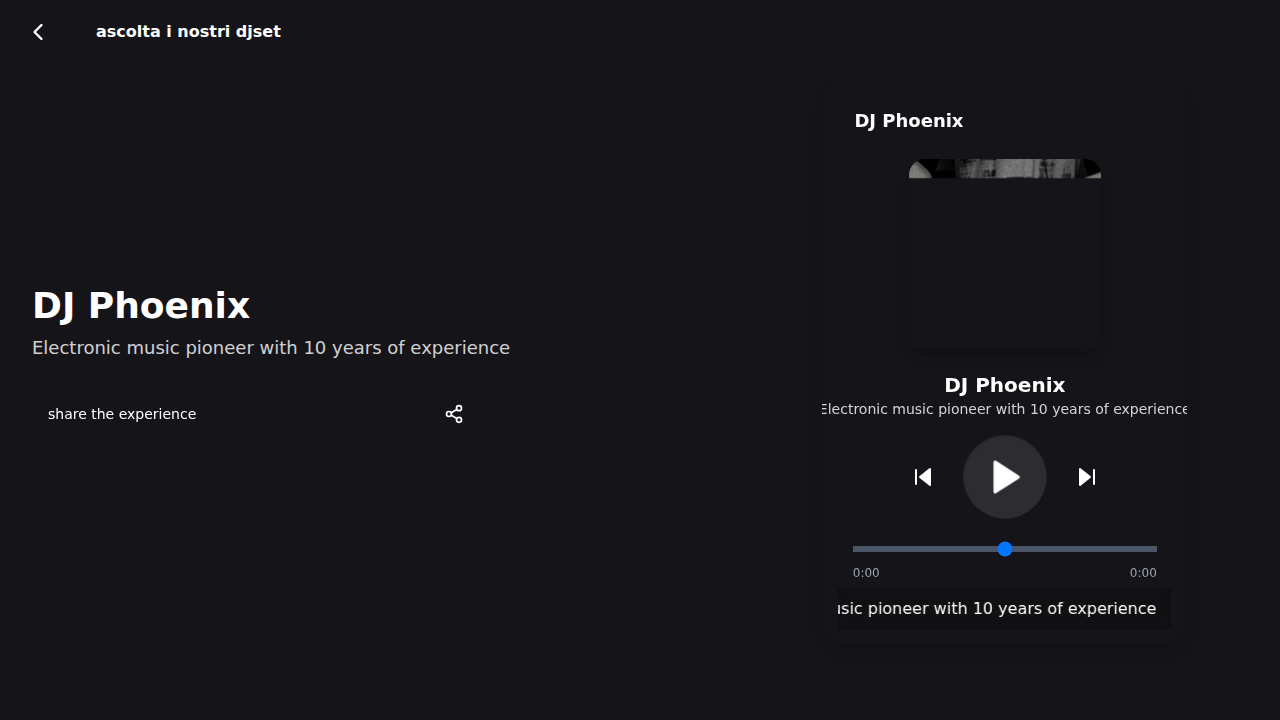 ascolta i nostri djset
DJ Phoenix
Electronic music pioneer with 10 years of experience
share the experience
DJ Phoenix
DJ Phoenix
Electronic music pioneer with 10 years of experience
0:00
0:00
usic pioneer with 10 years of experience